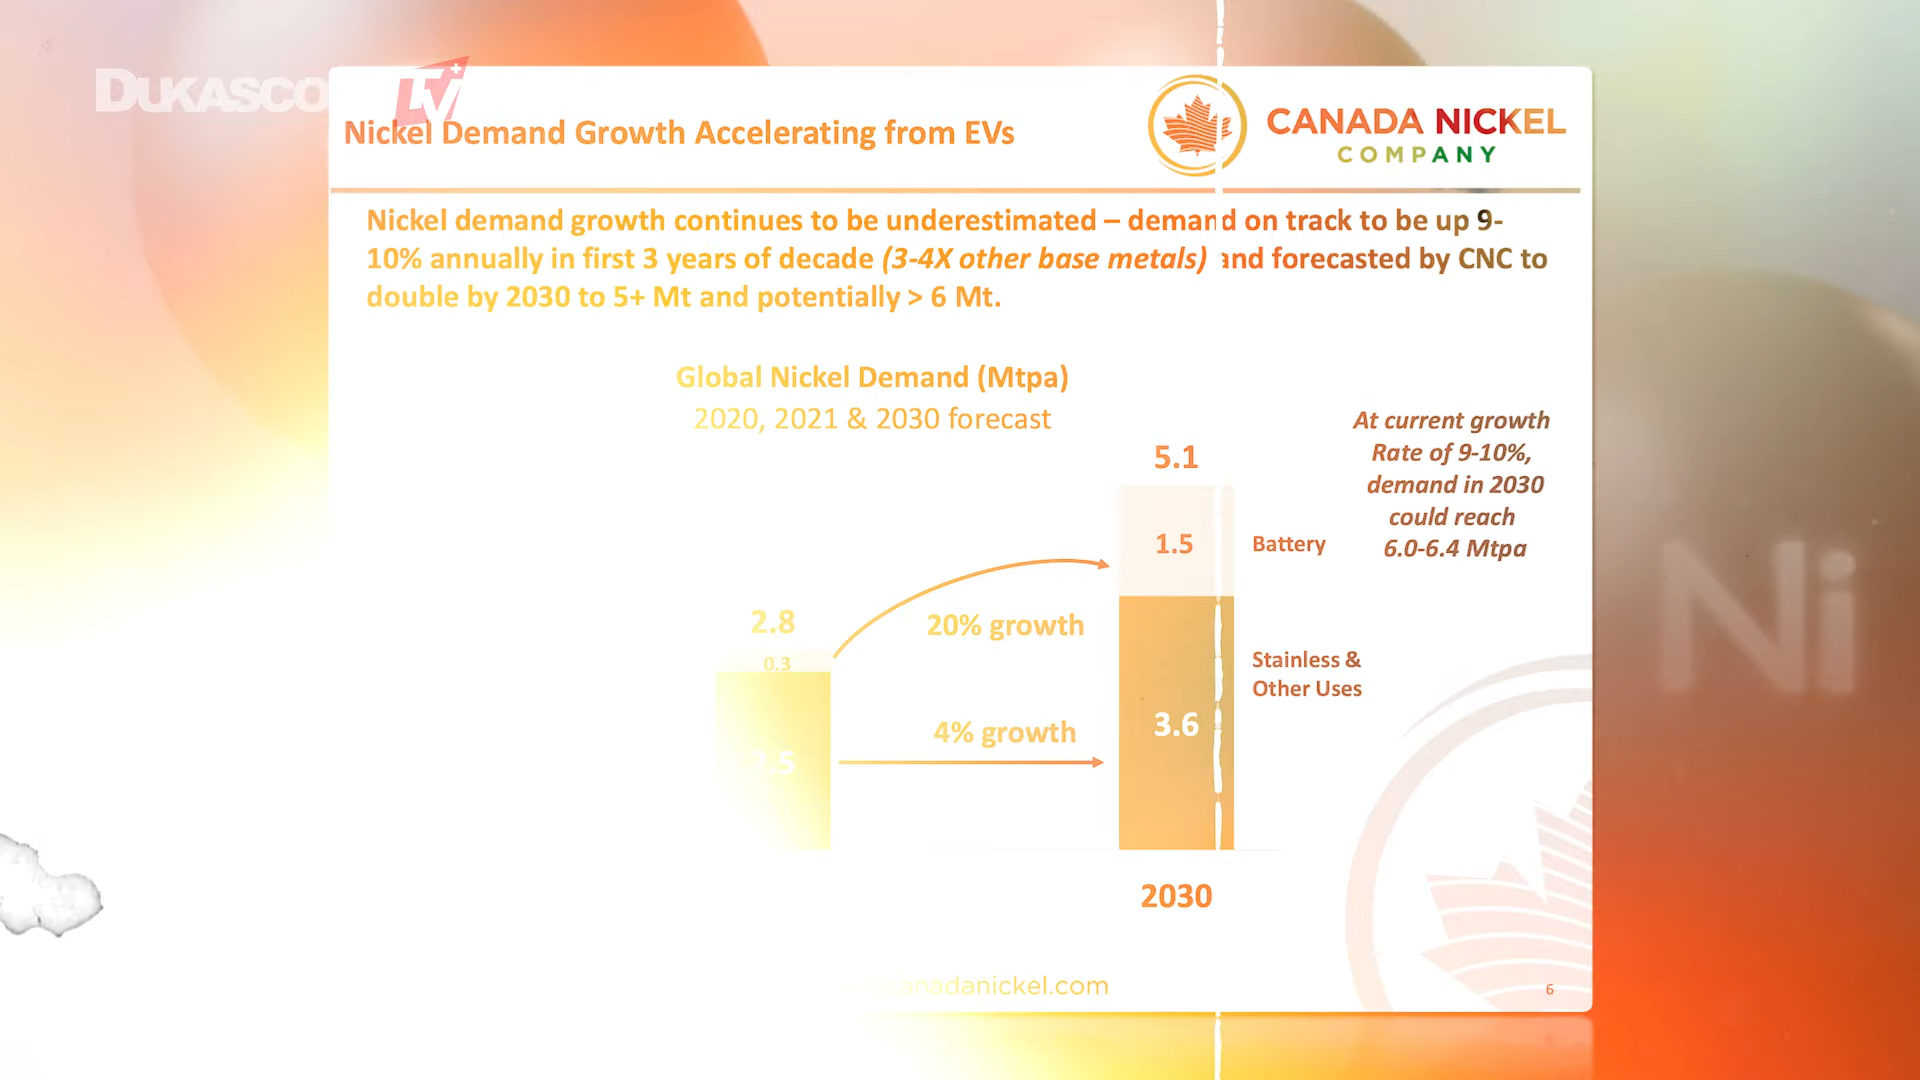 DUKASCO
TV+
Nickel Demand Growth Accelerating from EVs
CANADA NICKEL
COMPANY
Nickel demand growth continues to be underestimated – demand on track to be up 9-
10% annually in first 3 years of decade (3-4X other base metals) and forecasted by CNC to
double by 2030 to 5+ Mt and potentially > 6 Mt.
Global Nickel Demand (Mtpa)
2020, 2021 & 2030 forecast
At current growth
Rate of 9-10%,
demand in 2030
could reach
6.0-6.4 Mtpa
5.1
1.5
Battery
2.8
0.3
20% growth
Stainless &
Other Uses
3.6
4% growth
2030
anadanickel.com
6
Ni